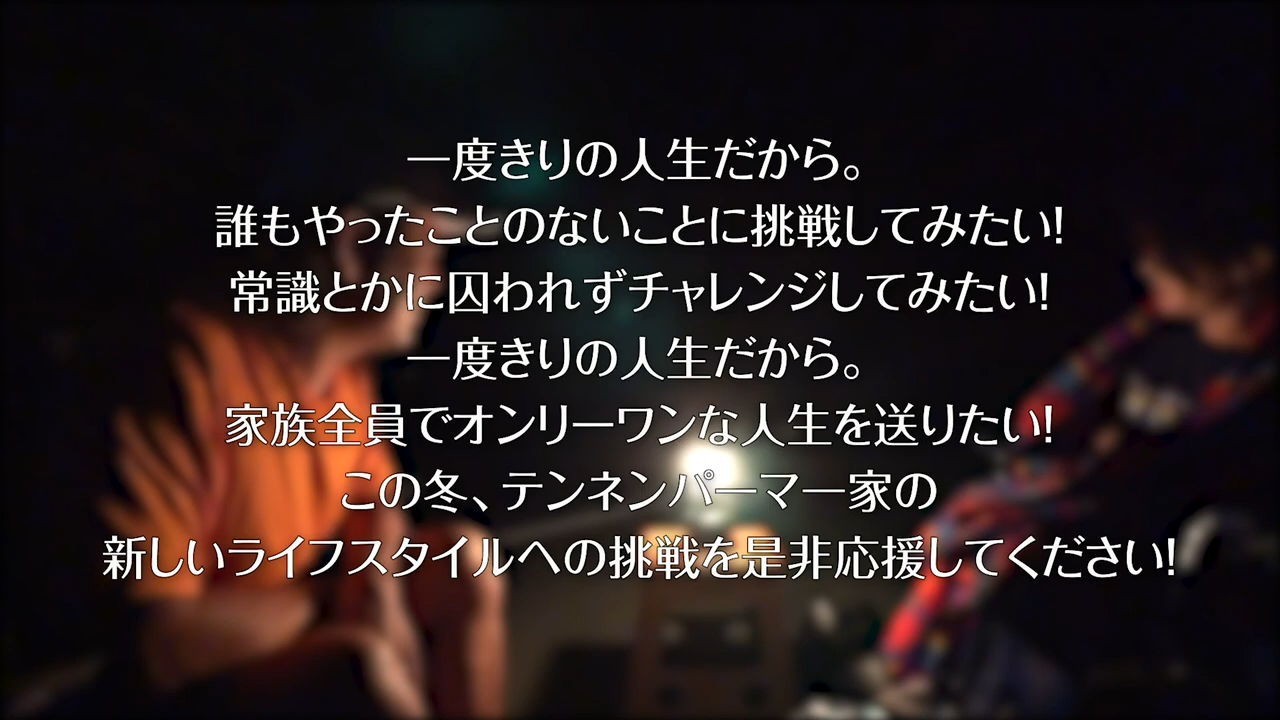 一度きりの人生だから。
誰もやったことのないことに挑戦してみたい!
常識とかに囚われずチャレンジしてみたい!
一度きりの人生だから。
家族全員でオンリーワンな人生を送りたい!
この冬、テンネンパーマ一家の
新しいライフスタイルへの挑戦を是非応援してください!